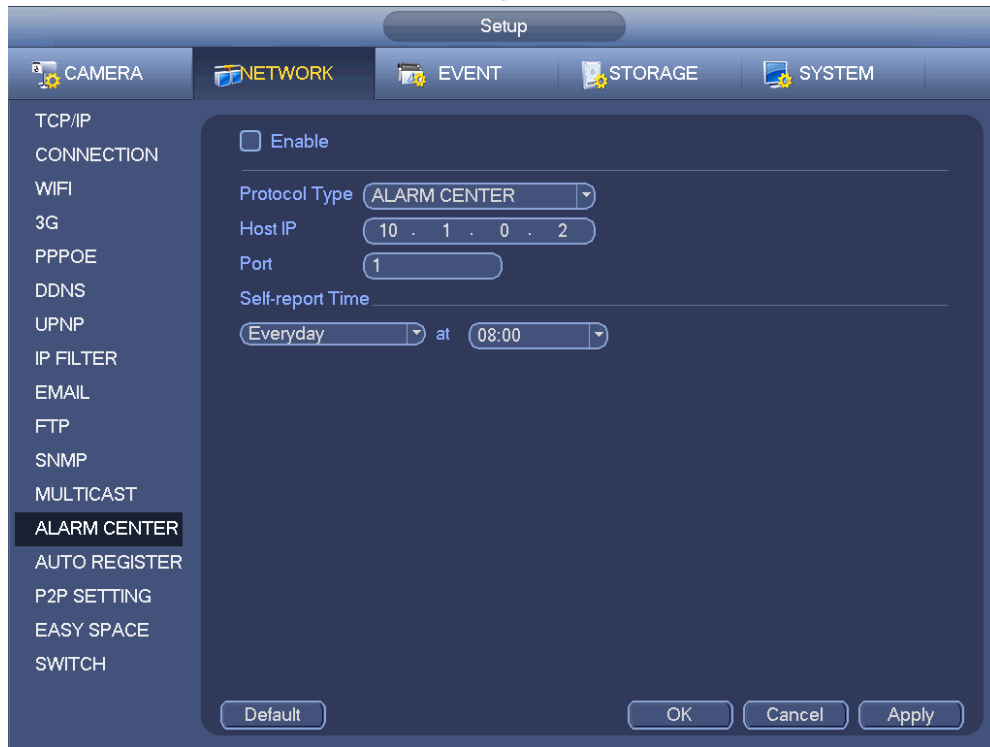 Setup
CAMERA NETWORK EVENT STORAGE SYSTEM
TCP/IP
CONNECTION
WIFI
3G
PPPOE
DDNS
UPNP
IP FILTER
EMAIL
FTP
SNMP
MULTICAST
ALARM CENTER
AUTO REGISTER
P2P SETTING
EASY SPACE
SWITCH
Enable
Protocol Type ALARM CENTER
Host IP 10 . 1 . 0 . 2
Port 1
Self-report Time
Everyday at 08:00
Default OK Cancel Apply